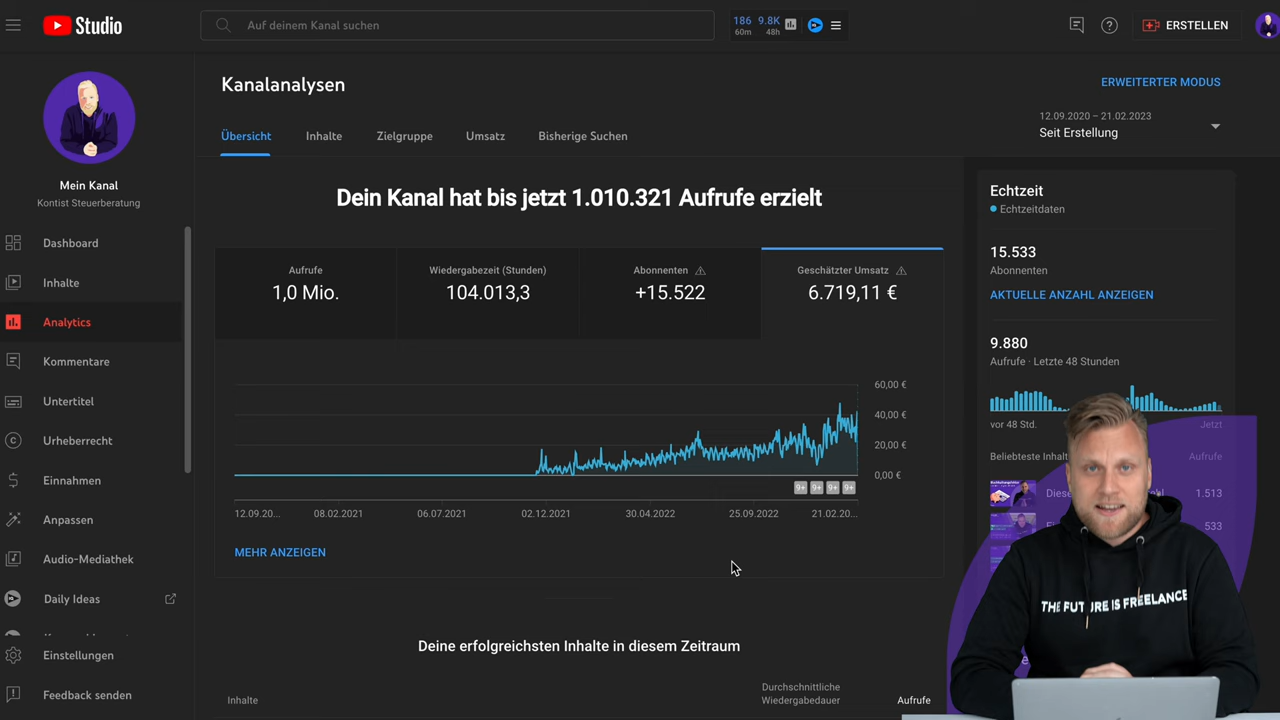 Studio
Auf deinem Kanal suchen
186 9.8K
60m 48h
ERSTELLEN
Kanalanalysen
ERWEITERTER MODUS
12.09.2020 – 21.02.2023
Seit Erstellung
Übersicht
Inhalte
Zielgruppe
Umsatz
Bisherige Suchen
Mein Kanal
Kontist Steuerberatung
Dashboard
Inhalte
Analytics
Kommentare
Untertitel
Urheberrecht
Einnahmen
Anpassen
Audio-Mediathek
Daily Ideas
Einstellungen
Feedback senden
Dein Kanal hat bis jetzt 1.010.321 Aufrufe erzielt
Aufrufe
1,0 Mio.
Wiedergabezeit (Stunden)
104.013,3
Abonnenten
+15.522
Geschätzter Umsatz
6.719,11 €
60,00 €
40,00 €
20,00 €
0,00 €
9+ 9+ 9+ 9+
12.09.20... 08.02.2021 06.07.2021 02.12.2021 30.04.2022 25.09.2022 21.02.20...
MEHR ANZEIGEN
Deine erfolgreichsten Inhalte in diesem Zeitraum
Inhalte
Durchschnittliche
Wiedergabedauer
Aufrufe
Echtzeit
Echtzeitdaten
15.533
Abonnenten
AKTUELLE ANZAHL ANZEIGEN
9.880
Aufrufe · Letzte 48 Stunden
vor 48 Std. Jetzt
Beliebteste Inhalt Aufrufe
1.513
533
THE FUTURE IS FREELANCE